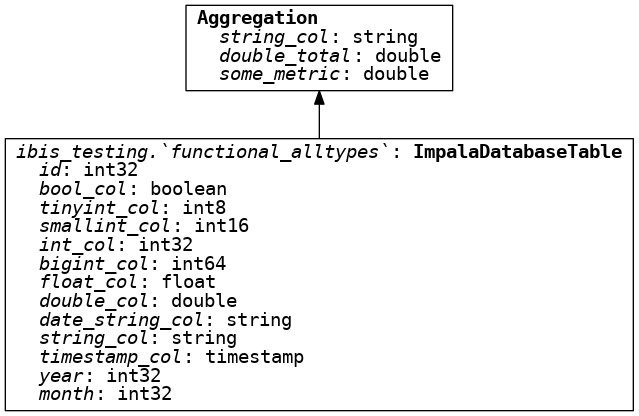 Aggregation
string_col: string
double_total: double
some_metric: double
ibis_testing.`functional_alltypes`: ImpalaDatabaseTable
id: int32
bool_col: boolean
tinyint_col: int8
smallint_col: int16
int_col: int32
bigint_col: int64
float_col: float
double_col: double
date_string_col: string
string_col: string
timestamp_col: timestamp
year: int32
month: int32